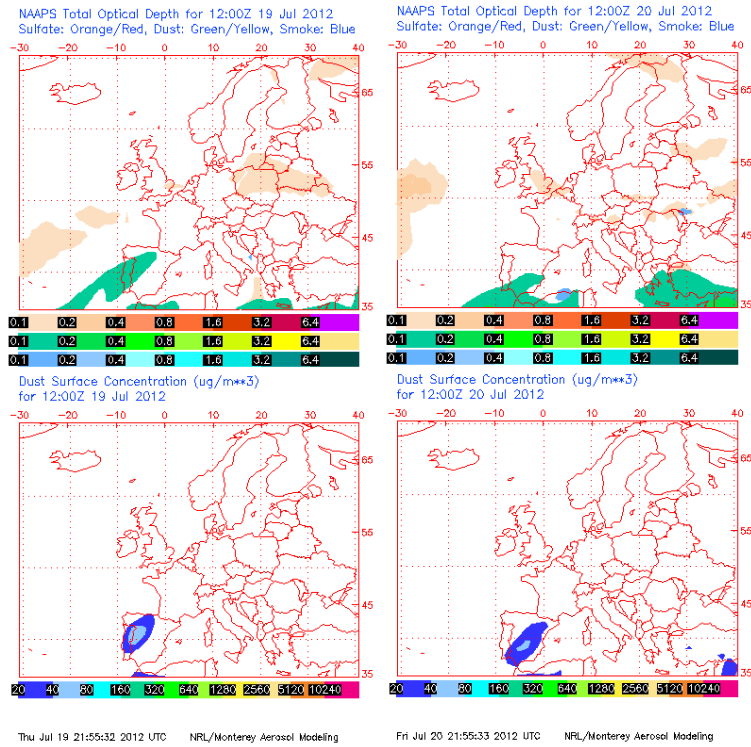 NAAPS Total Optical Depth for 12:00Z 19 Jul 2012
Sulfate: Orange/Red, Dust: Green/Yellow, Smoke: Blue
-30 -20 -10 0 10 20 30 40
65
55
45
35
0.1 0.2 0.4 0.8 1.6 3.2 6.4
0.1 0.2 0.4 0.8 1.6 3.2 6.4
0.1 0.2 0.4 0.8 1.6 3.2 6.4
NAAPS Total Optical Depth for 12:00Z 20 Jul 2012
Sulfate: Orange/Red, Dust: Green/Yellow, Smoke: Blue
-30 -20 -10 0 10 20 30 40
65
55
45
35
0.1 0.2 0.4 0.8 1.6 3.2 6.4
0.1 0.2 0.4 0.8 1.6 3.2 6.4
0.1 0.2 0.4 0.8 1.6 3.2 6.4
Dust Surface Concentration (ug/m**3)
for 12:00Z 19 Jul 2012
-30 -20 -10 0 10 20 30 40
65
55
45
35
20 40 80 160 320 640 1280 2560 5120 10240
Thu Jul 19 21:55:32 2012 UTC NRL/Monterey Aerosol Modeling
Dust Surface Concentration (ug/m**3)
for 12:00Z 20 Jul 2012
-30 -20 -10 0 10 20 30 40
65
55
45
35
20 40 80 160 320 640 1280 2560 5120 10240
Fri Jul 20 21:55:33 2012 UTC NRL/Monterey Aerosol Modeling